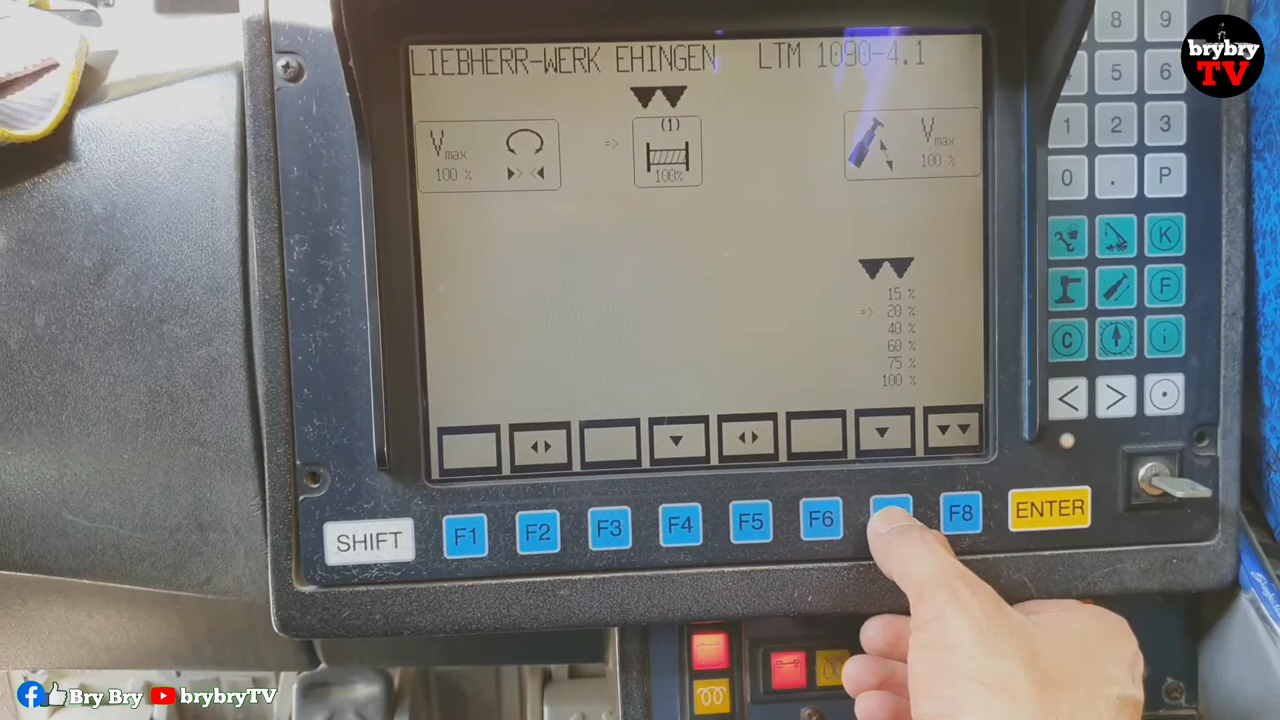 LIEBHERR-WERK EHINGEN LTM 1090-4.1
Vmax
100 %
=>
(1)
100%
Vmax
100 %
15 %
=> 20 %
40 %
60 %
75 %
100 %
SHIFT
F1
F2
F3
F4
F5
F6
F8
ENTER
8
9
5
6
1
2
3
0
.
P
K
F
C
i
<
>
brybry
TV
Bry Bry
brybryTV